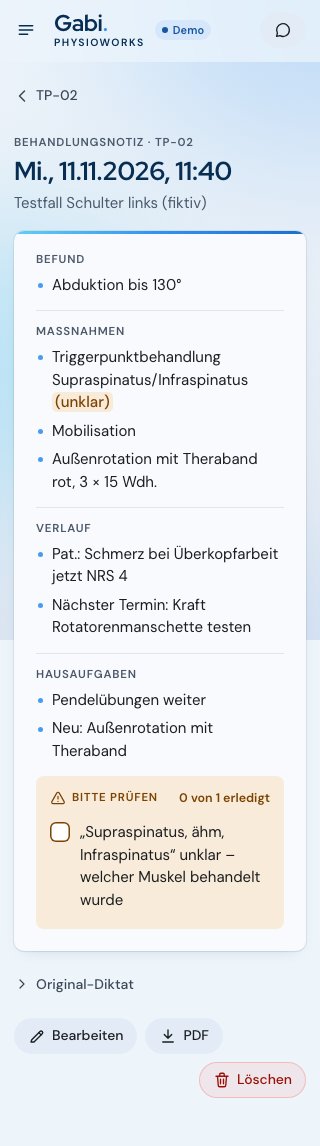 Gabi.
PHYSIOWORKS
Demo
TP-02
BEHANDLUNGSNOTIZ · TP-02
Mi., 11.11.2026, 11:40
Testfall Schulter links (fiktiv)
BEFUND
Abduktion bis 130°
MASSNAHMEN
Triggerpunktbehandlung
Supraspinatus/Infraspinatus
(unklar)
Mobilisation
Außenrotation mit Theraband
rot, 3 × 15 Wdh.
VERLAUF
Pat.: Schmerz bei Überkopfarbeit
jetzt NRS 4
Nächster Termin: Kraft
Rotatorenmanschette testen
HAUSAUFGABEN
Pendelübungen weiter
Neu: Außenrotation mit
Theraband
BITTE PRÜFEN 0 von 1 erledigt
„Supraspinatus, ähm,
Infraspinatus“ unklar –
welcher Muskel behandelt
wurde
Original-Diktat
Bearbeiten PDF
Löschen